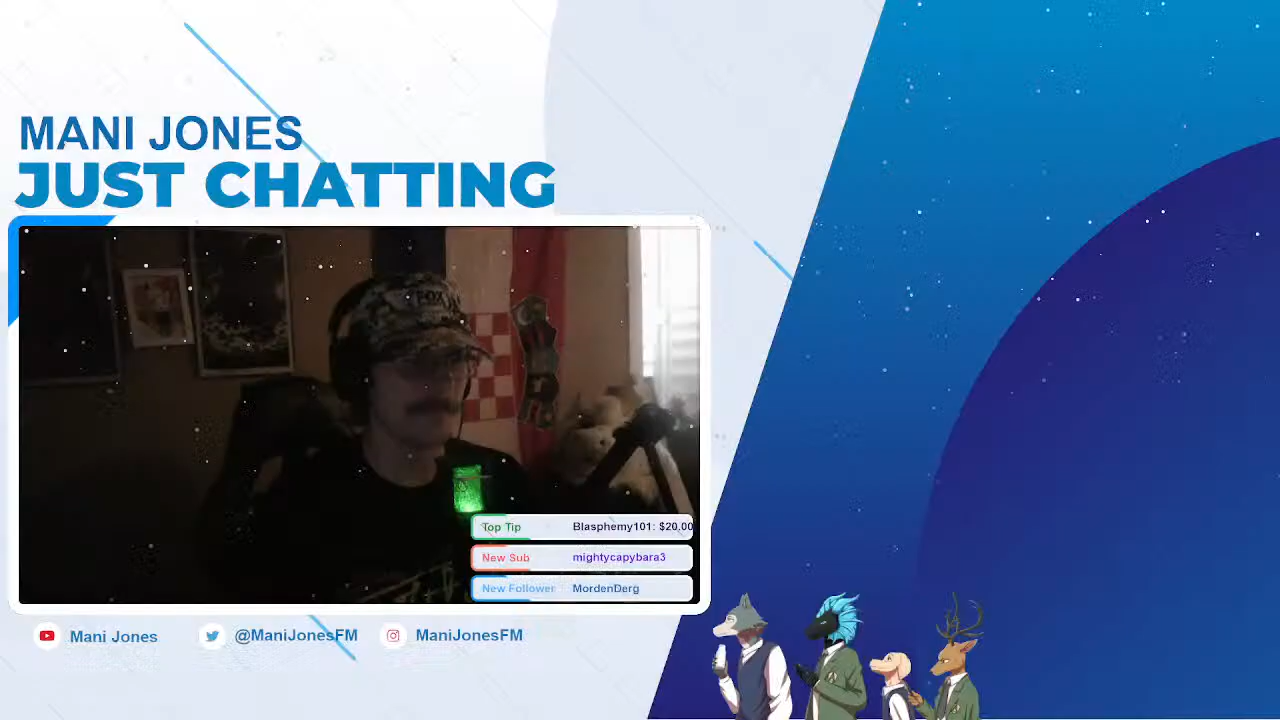 MANI JONES
JUST CHATTING
FOX
Top Tip Blasphemy101: $20.00
New Sub mightycapybara3
New Follower MordenDerg
Mani Jones @ManiJonesFM ManiJonesFM